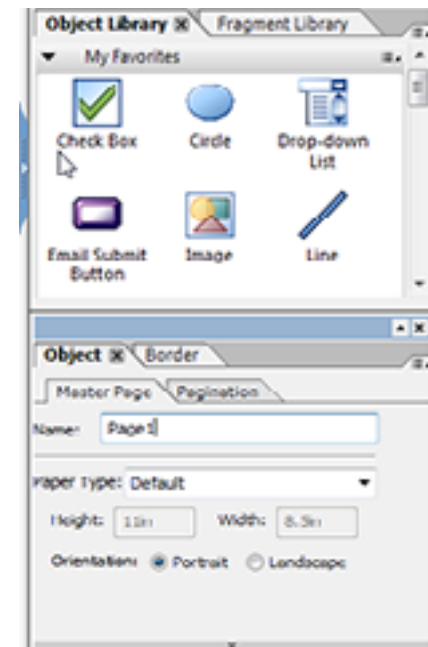 Object Library Fragment Library
My Favorites
Check Box Circle Drop-down List
Email Submit Button Image Line
Object Border
Master Page Pagination
Name: Page1
Paper Type: Default
Height: 11in Width: 8.5in
Orientation: Portrait Landscape